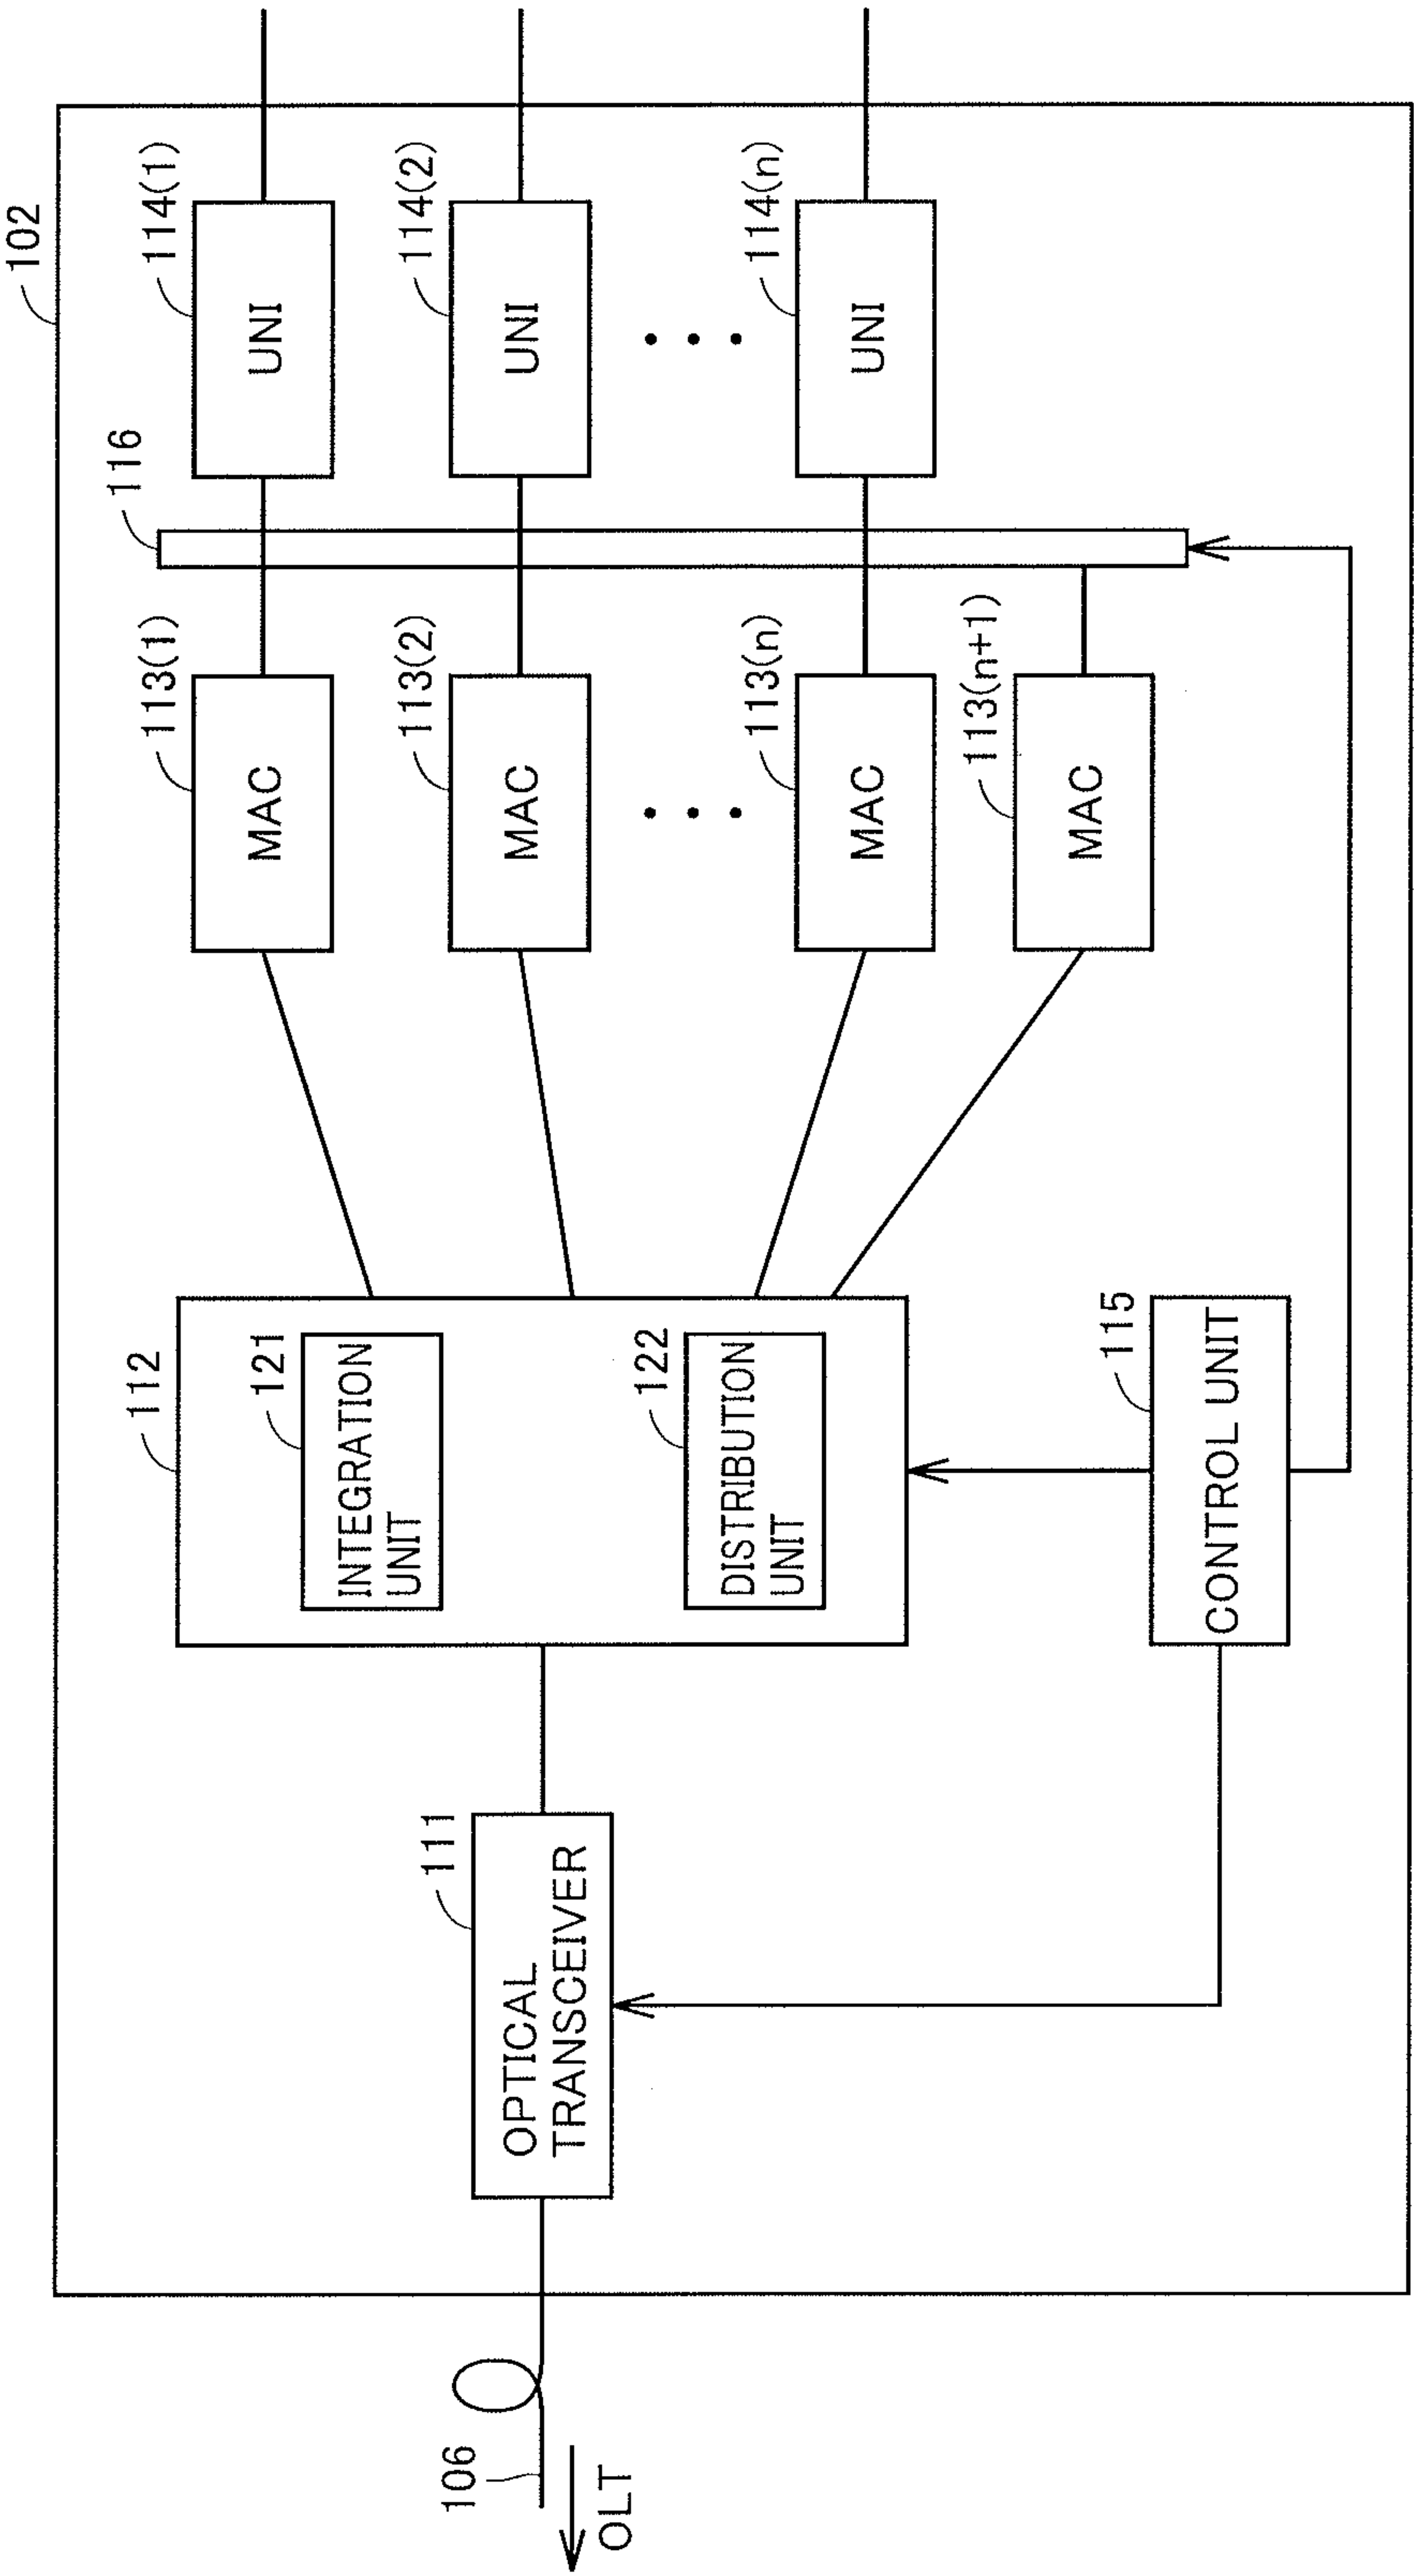 102
114(1)
UNI
114(2)
UNI
114(n)
UNI
116
113(1)
MAC
113(2)
MAC
113(n)
MAC
113(n+1)
MAC
112
121
INTEGRATION
UNIT
122
DISTRIBUTION
UNIT
115
CONTROL UNIT
111
OPTICAL
TRANSCEIVER
106
OLT